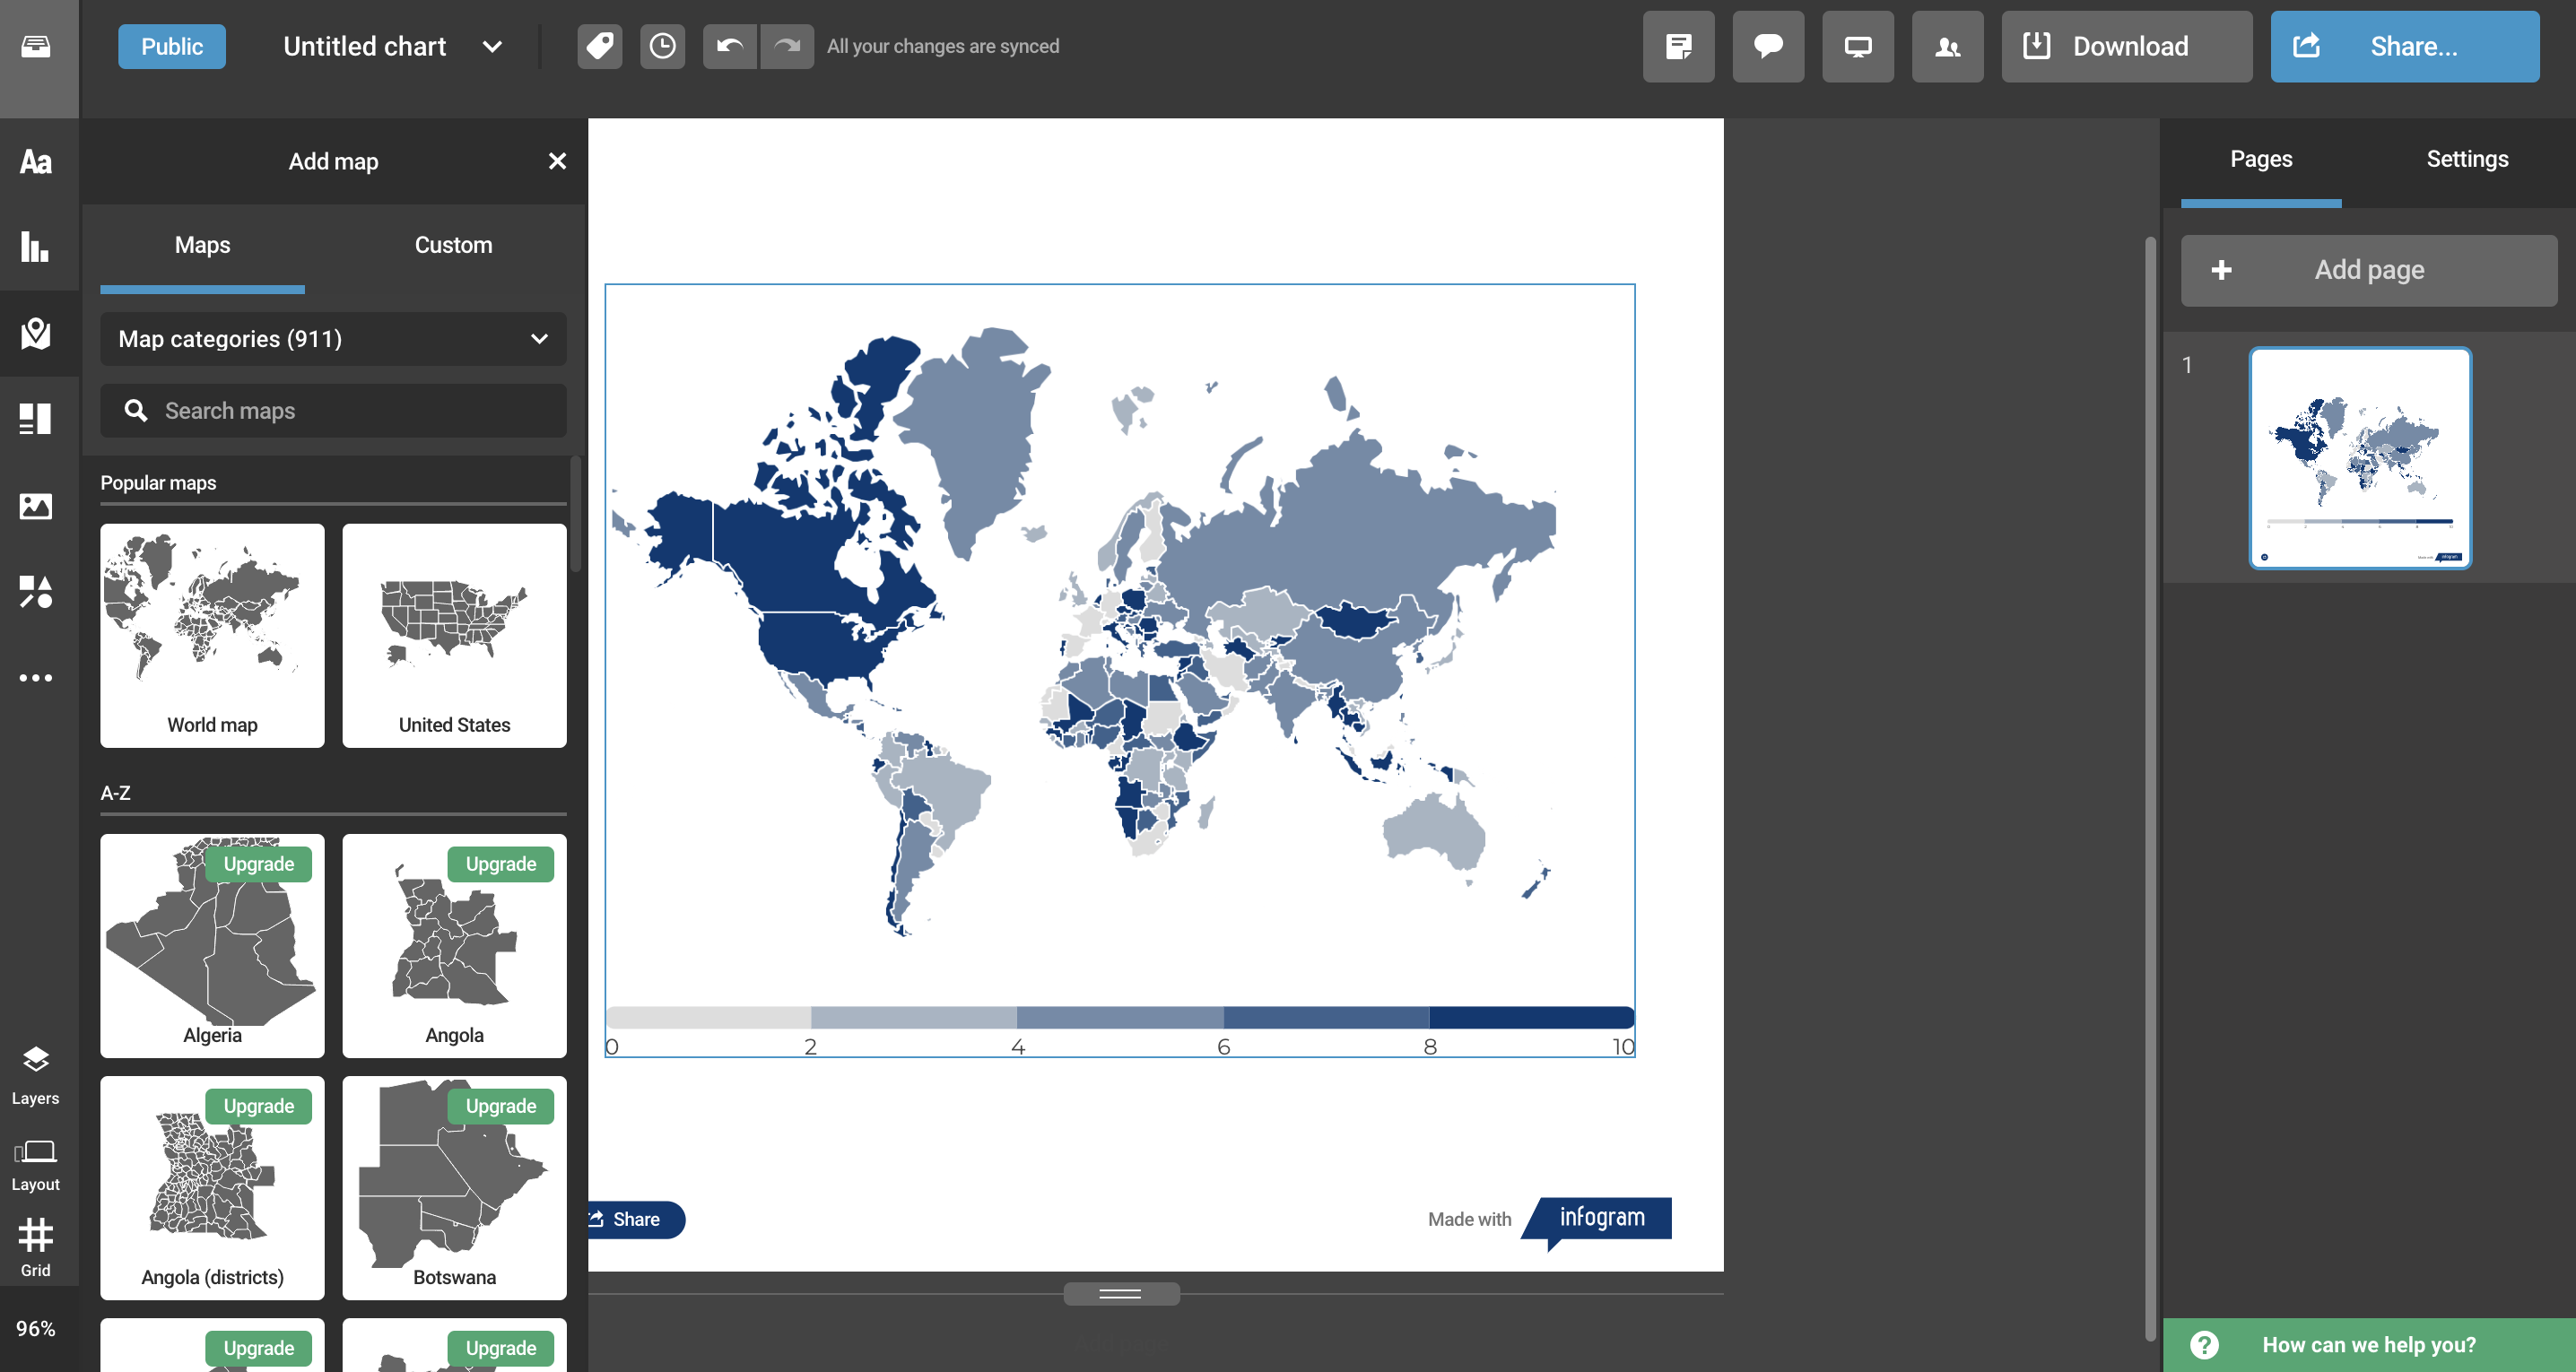 Public
Untitled chart
All your changes are synced
Download
Share...
Aa
Add map
Maps
Custom
Map categories (911)
Search maps
Popular maps
World map
United States
A-Z
Upgrade
Algeria
Upgrade
Angola
Upgrade
Angola (districts)
Upgrade
Botswana
Upgrade
Upgrade
Layers
Layout
Grid
96%
0 2 4 6 8 10
Share
Made with infogram
Pages
Settings
Add page
1
How can we help you?